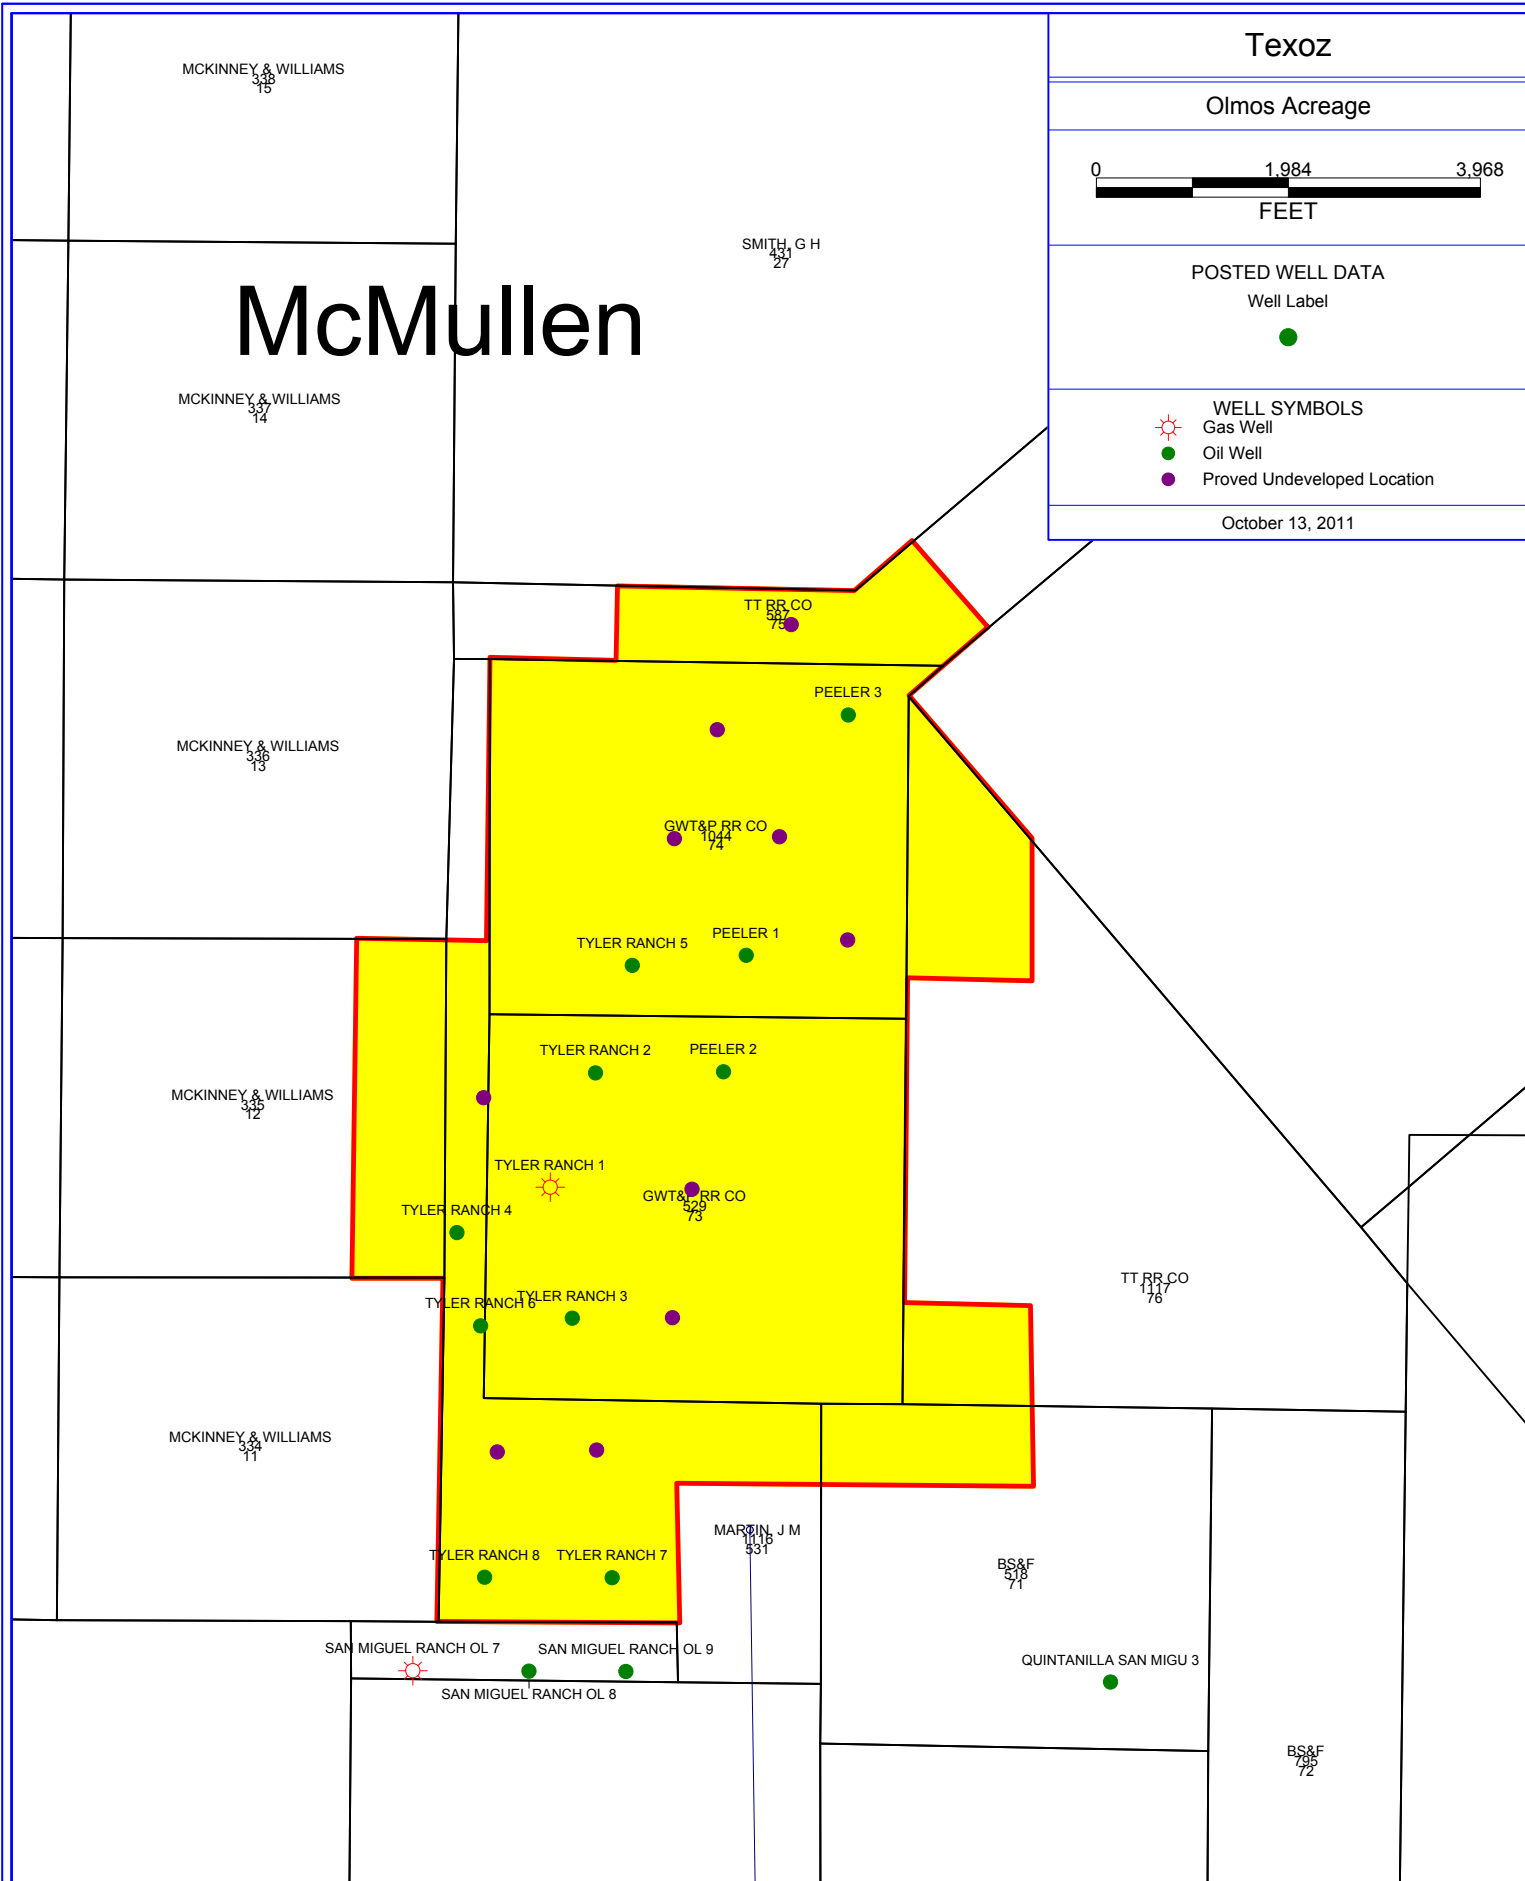 Texoz
Olmos Acreage
0 1,984 3,968
FEET
POSTED WELL DATA
Well Label
WELL SYMBOLS
Gas Well
Oil Well
Proved Undeveloped Location
October 13, 2011
MCKINNEY & WILLIAMS
338
15
SMITH, G H
431
27
McMullen
MCKINNEY & WILLIAMS
337
14
TT RR CO
587
75
PEELER 3
MCKINNEY & WILLIAMS
336
13
GWT&P RR CO
1044
74
PEELER 1
TYLER RANCH 5
TYLER RANCH 2
PEELER 2
MCKINNEY & WILLIAMS
335
12
TYLER RANCH 1
GWT&P RR CO
529
73
TYLER RANCH 4
TT RR CO
1117
76
TYLER RANCH 6
TYLER RANCH 3
MCKINNEY & WILLIAMS
334
11
MARTIN, J M
1116
531
TYLER RANCH 8
TYLER RANCH 7
BS&F
518
71
SAN MIGUEL RANCH OL 7
SAN MIGUEL RANCH OL 9
QUINTANILLA SAN MIGU 3
SAN MIGUEL RANCH OL 8
BS&F
795
72